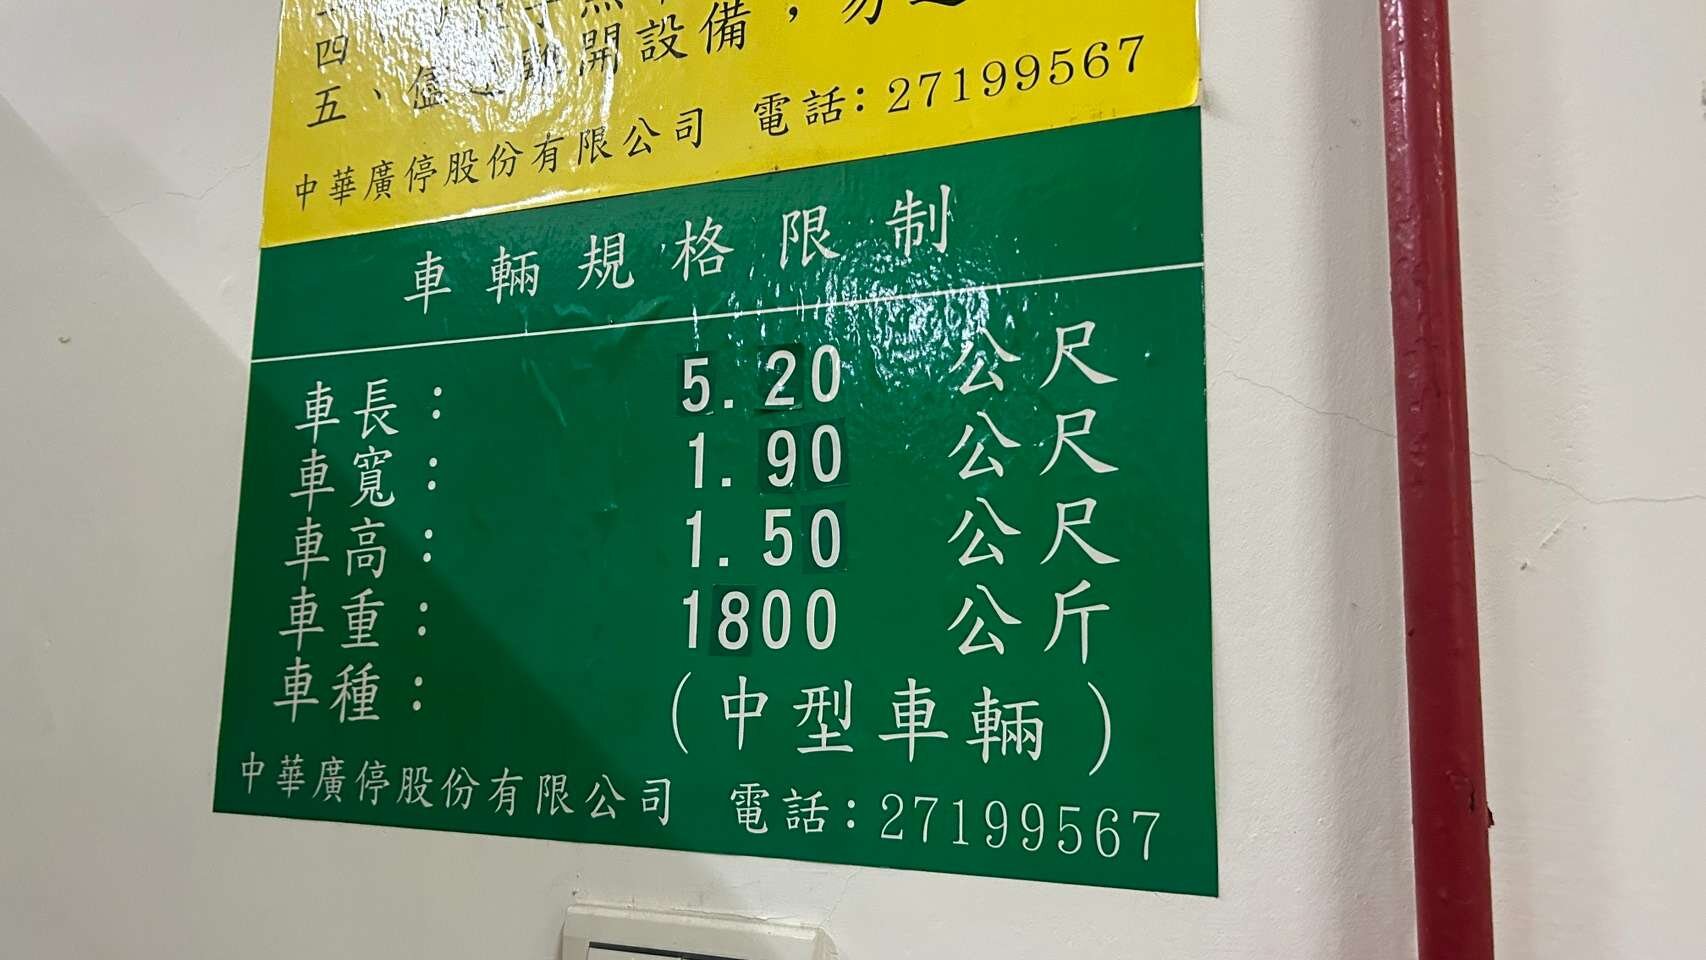 四、
五、儘 離開設備，易
中華廣停股份有限公司 電話：27199567
車輛規格限制
車長： 5.20 公尺
車寬： 1.90 公尺
車高： 1.50 公尺
車重： 1800 公斤
車種： （中型車輛）
中華廣停股份有限公司 電話：27199567